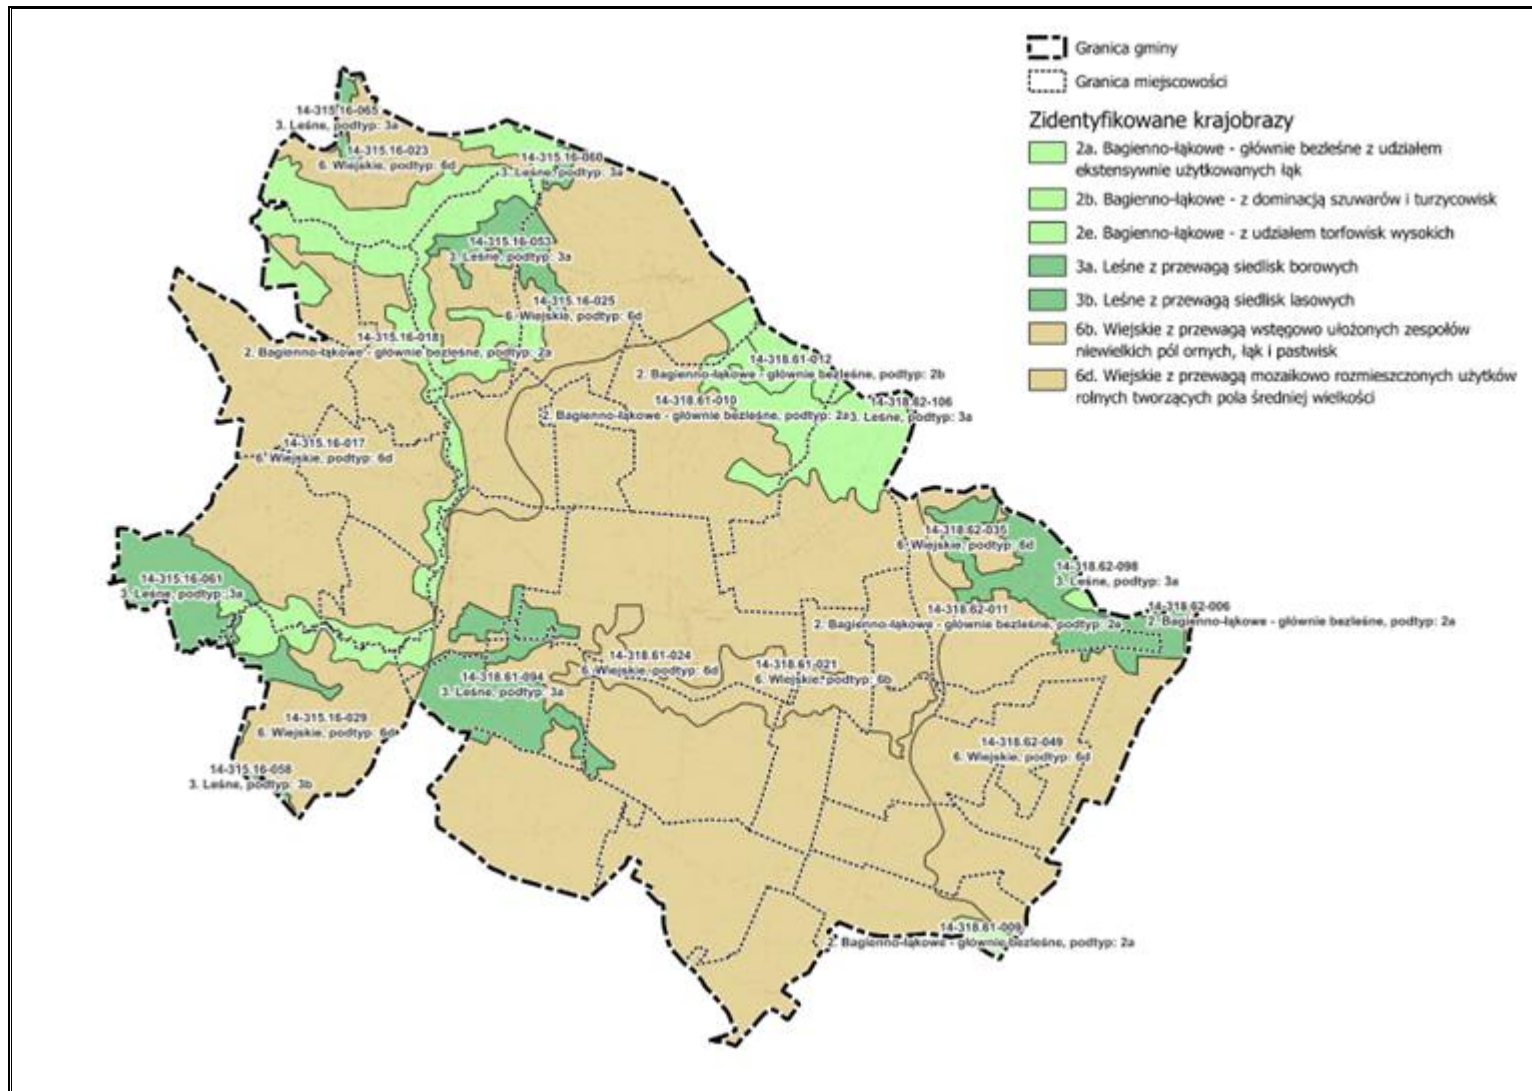 Granica gminy
Granica miejscowości
Zidentyfikowane krajobrazy
2a. Bagienno-łąkowe - głównie bezleśne z udziałem
ekstensywnie użytkowanych łąk
2b. Bagienno-łąkowe - z dominacją szuwarów i turzycowisk
2e. Bagienno-łąkowe - z udziałem torfowisk wysokich
3a. Leśne z przewagą siedlisk borowych
3b. Leśne z przewagą siedlisk lasowych
6b. Wiejskie z przewagą wstęgowo ułożonych zespołów
niewielkich pól ornych, łąk i pastwisk
6d. Wiejskie z przewagą mozaikowo rozmieszczonych użytków
rolnych tworzących pola średniej wielkości
14-315.16-065
3. Leśne, podtyp: 3a
14-315.16-023
6. Wiejskie, podtyp: 6d
14-315.16-060
3. Leśne, podtyp: 3a
14-315.16-053
3. Leśne, podtyp: 3a
14-315.16-025
6. Wiejskie, podtyp: 6d
14-315.16-018
2. Bagienno-łąkowe - głównie bezleśne, podtyp: 2a
14-318.61-012
2. Bagienno-łąkowe - głównie bezleśne, podtyp: 2b
14-318.61-010
2. Bagienno-łąkowe - głównie bezleśne, podtyp: 2a
14-318.62-106
3. Leśne, podtyp: 3a
14-315.16-017
6. Wiejskie, podtyp: 6d
14-318.62-035
6. Wiejskie, podtyp: 6d
14-315.16-061
3. Leśne, podtyp: 3a
14-318.62-098
3. Leśne, podtyp: 3a
14-318.62-011
2. Bagienno-łąkowe - głównie bezleśne, podtyp: 2a
14-318.62-006
2. Bagienno-łąkowe - głównie bezleśne, podtyp: 2a
14-318.61-024
6. Wiejskie, podtyp: 6d
14-318.61-021
6. Wiejskie, podtyp: 6b
14-318.61-094
3. Leśne, podtyp: 3a
14-315.16-029
6. Wiejskie, podtyp: 6d
14-318.62-049
6. Wiejskie, podtyp: 6d
14-315.16-058
3. Leśne, podtyp: 3b
14-318.61-009
2. Bagienno-łąkowe - głównie bezleśne, podtyp: 2a